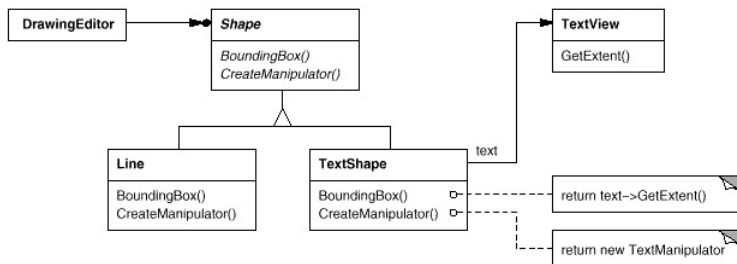 DrawingEditor
Shape
BoundingBox()
CreateManipulator()
TextView
GetExtent()
text
Line
BoundingBox()
CreateManipulator()
TextShape
BoundingBox()
CreateManipulator()
return text->GetExtent()
return new TextManipulator